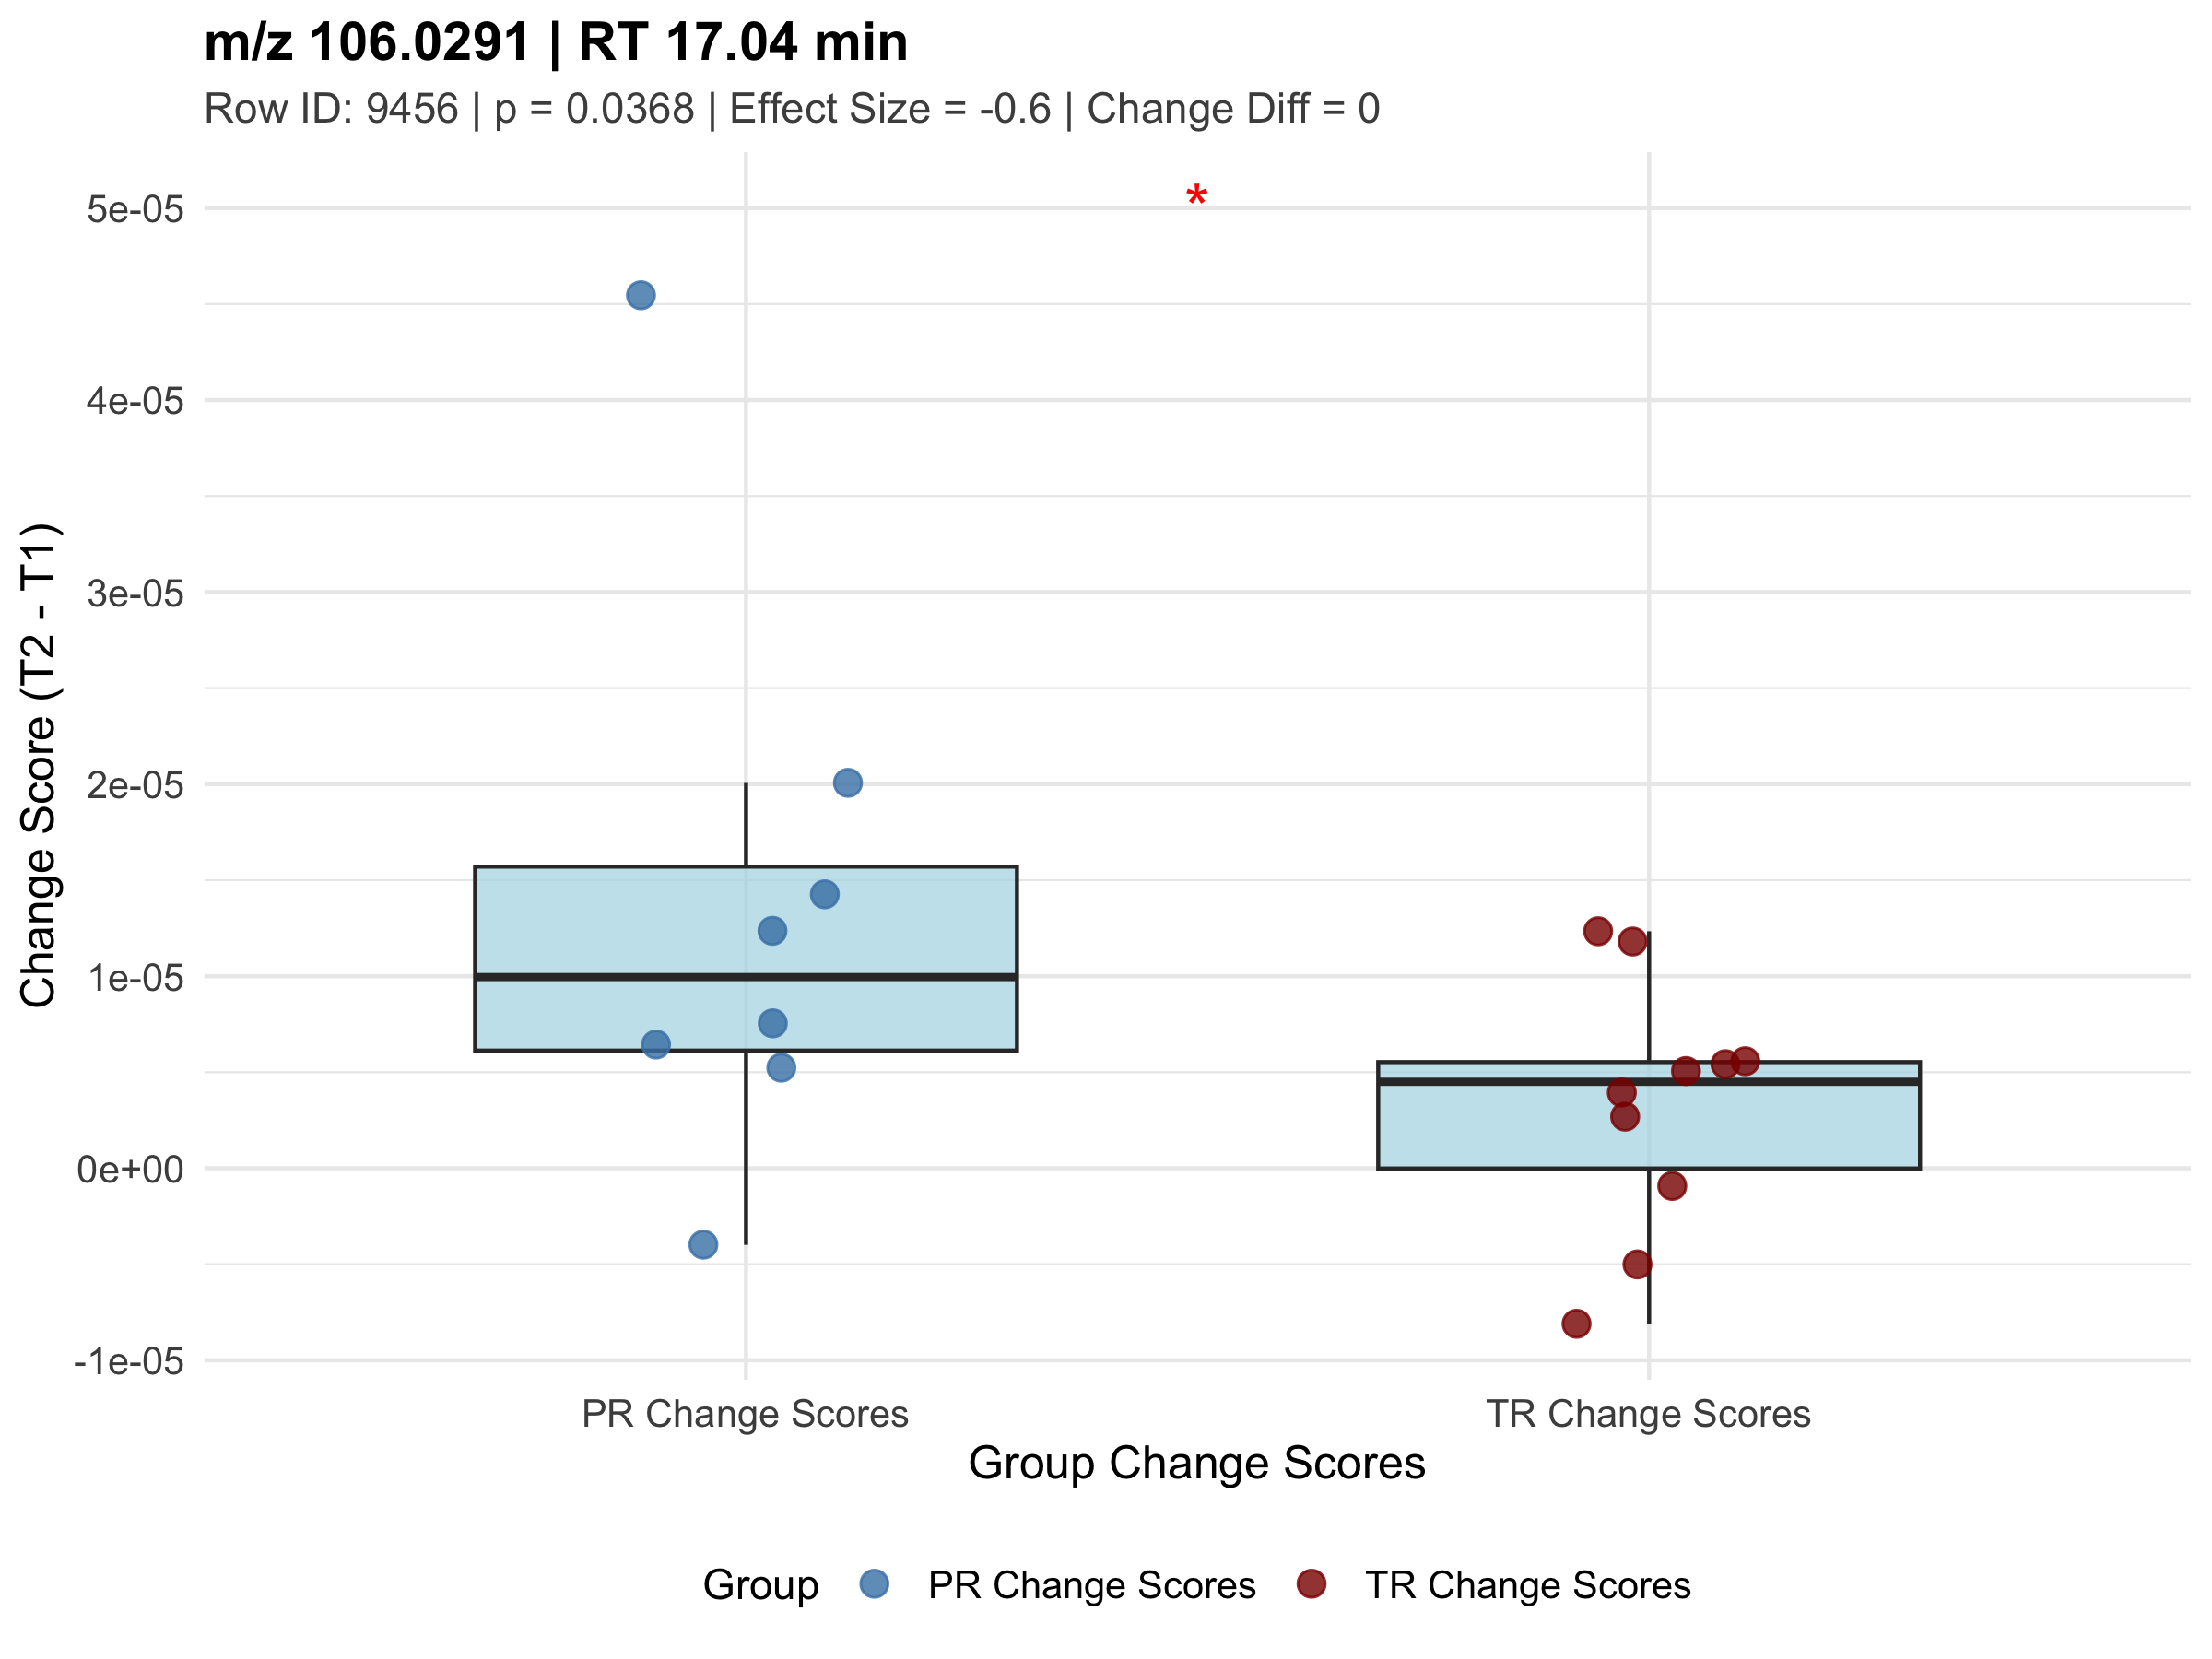 m/z 106.0291 | RT 17.04 min
Row ID: 9456 | p = 0.0368 | Effect Size = -0.6 | Change Diff = 0
*
5e-05
4e-05
3e-05
2e-05
1e-05
0e+00
-1e-05
Change Score (T2 - T1)
PR Change Scores
TR Change Scores
Group Change Scores
Group
PR Change Scores
TR Change Scores